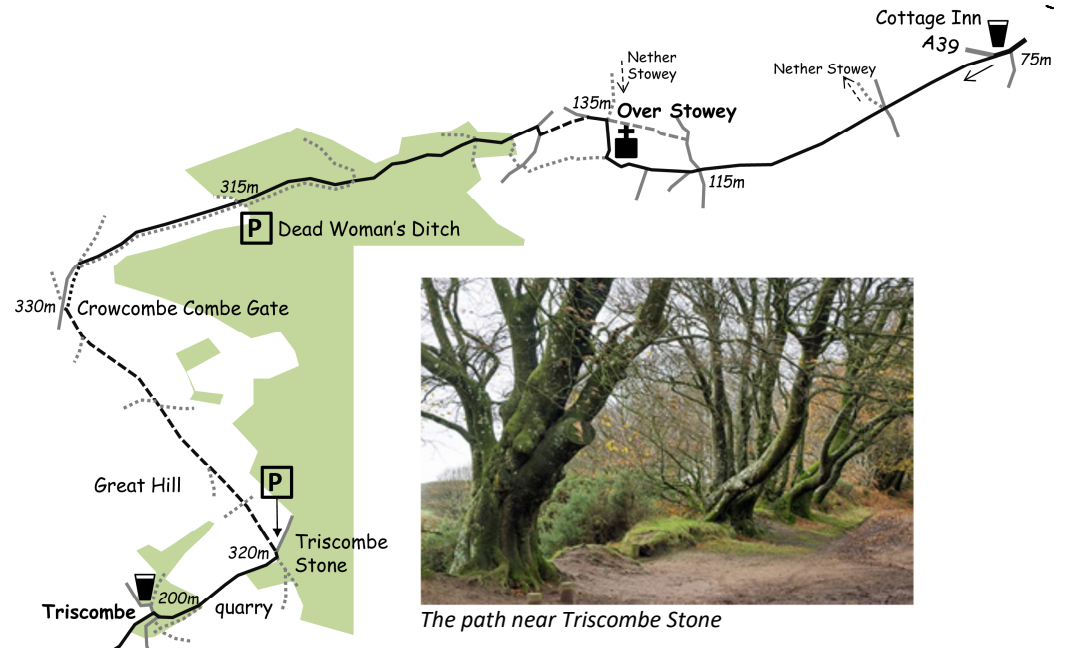 Cottage Inn
A39
75m
Nether Stowey
Nether
Stowey
135m
Over Stowey
115m
315m
P
Dead Woman's Ditch
330m
Crowcombe Combe Gate
Great Hill
P
320m
Triscombe
Stone
200m
Triscombe
quarry
The path near Triscombe Stone